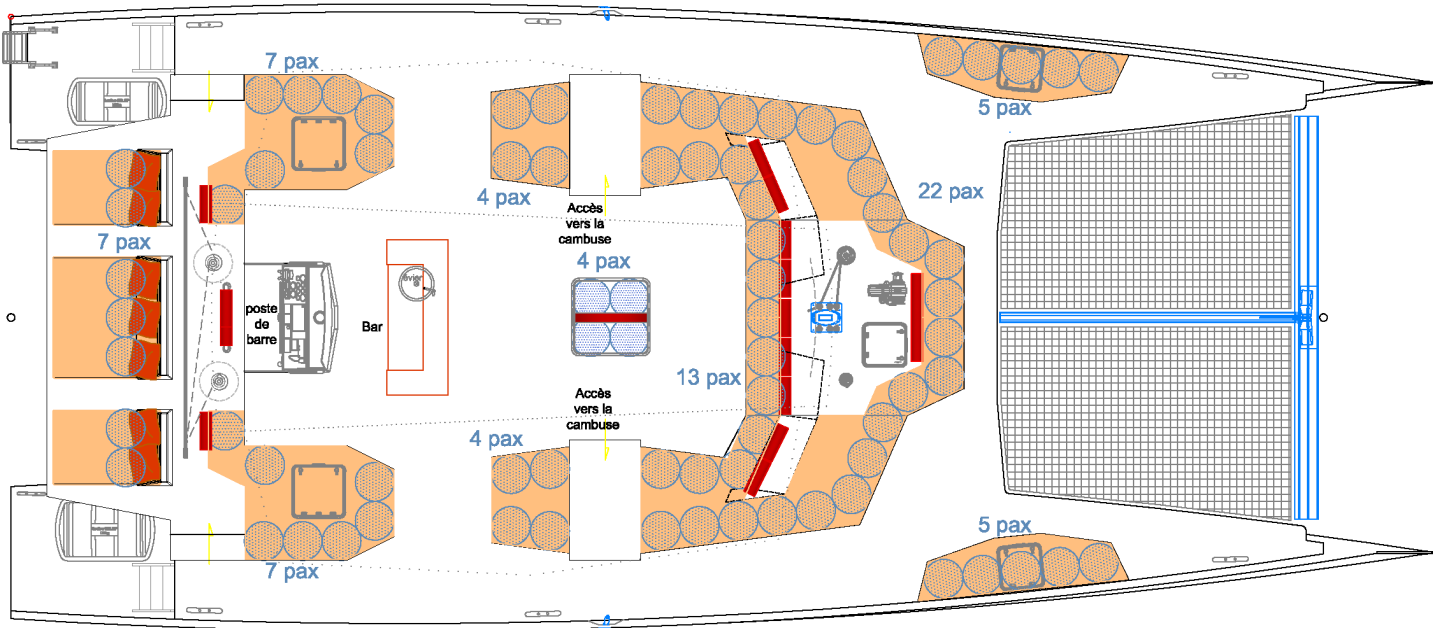 7 pax
5 pax
4 pax
22 pax
Accès
vers la
cambuse
7 pax
4 pax
poste
de
barre
Bar
évier
13 pax
Accès
vers la
cambuse
4 pax
5 pax
7 pax